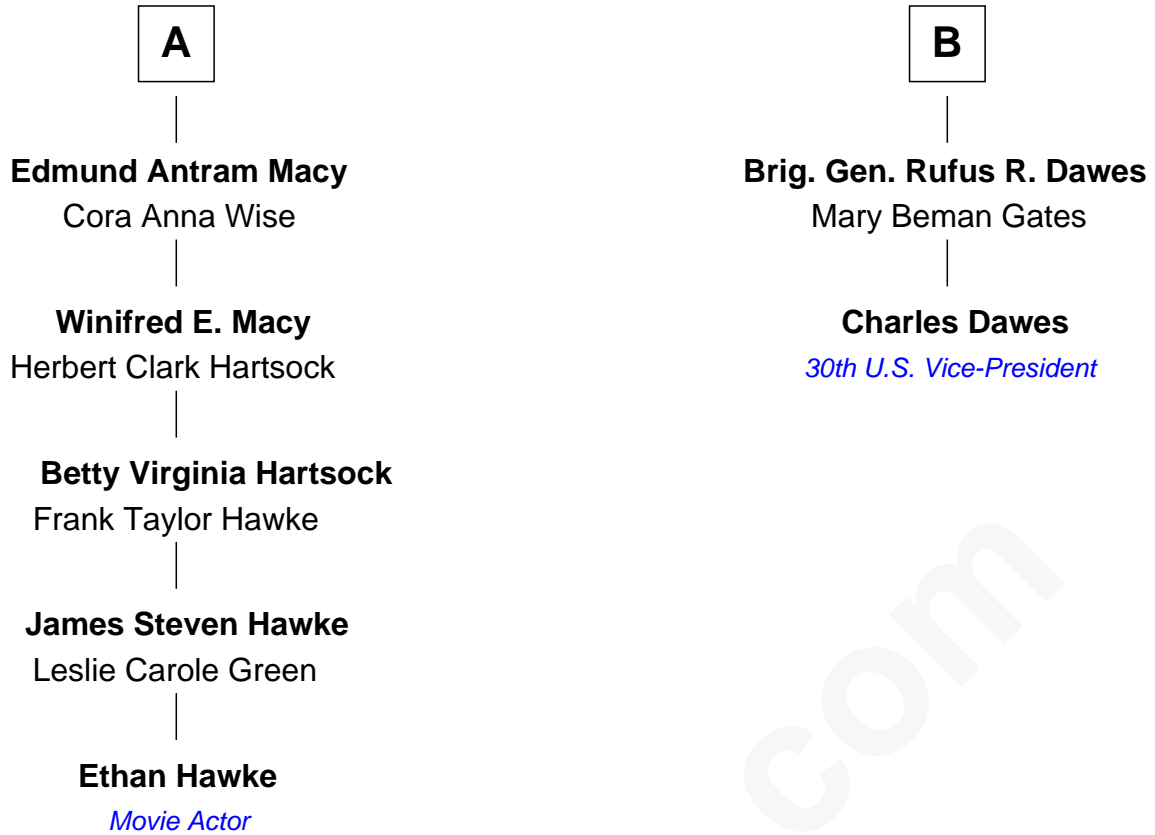 A
Edmund Antram Macy
Cora Anna Wise
Winifred E. Macy
Herbert Clark Hartsock
Betty Virginia Hartsock
Frank Taylor Hawke
James Steven Hawke
Leslie Carole Green
Ethan Hawke
Movie Actor
B
Brig. Gen. Rufus R. Dawes
Mary Beman Gates
Charles Dawes
30th U.S. Vice-President
com